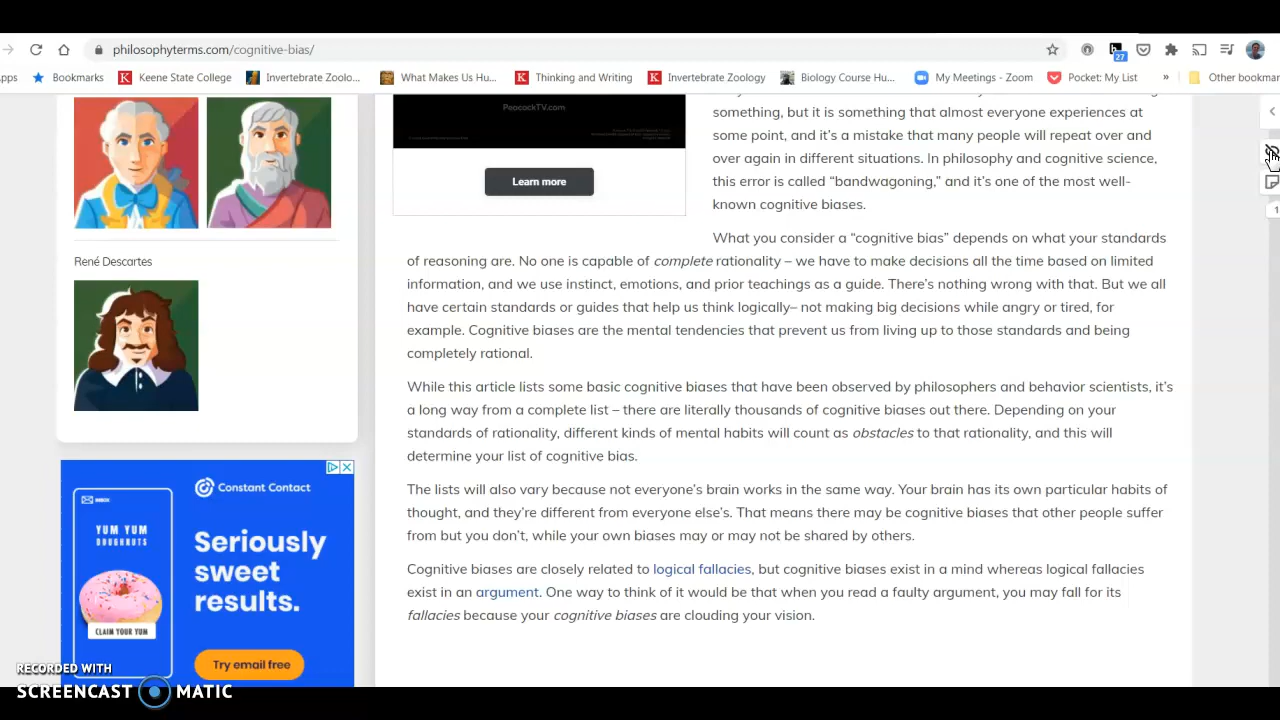 philosophyterms.com/cognitive-bias/
27
pps
Bookmarks
Keene State College
Invertebrate Zoolo...
What Makes Us Hu...
Thinking and Writing
Invertebrate Zoology
Biology Course Hu...
My Meetings - Zoom
Pocket: My List
»
Other bookmar
PeacockTV.com
Learn more
something, but it is something that almost everyone experiences at
some point, and it's a mistake that many people will repeat over and
over again in different situations. In philosophy and cognitive science,
this error is called “bandwagoning,” and it's one of the most well-
known cognitive biases.
René Descartes
What you consider a “cognitive bias” depends on what your standards
of reasoning are. No one is capable of complete rationality – we have to make decisions all the time based on limited
information, and we use instinct, emotions, and prior teachings as a guide. There's nothing wrong with that. But we all
have certain standards or guides that help us think logically– not making big decisions while angry or tired, for
example. Cognitive biases are the mental tendencies that prevent us from living up to those standards and being
completely rational.
While this article lists some basic cognitive biases that have been observed by philosophers and behavior scientists, it's
a long way from a complete list – there are literally thousands of cognitive biases out there. Depending on your
standards of rationality, different kinds of mental habits will count as obstacles to that rationality, and this will
determine your list of cognitive bias.
The lists will also vary because not everyone's brain works in the same way. Your brain has its own particular habits of
thought, and they're different from everyone else's. That means there may be cognitive biases that other people suffer
from but you don't, while your own biases may or may not be shared by others.
Cognitive biases are closely related to logical fallacies, but cognitive biases exist in a mind whereas logical fallacies
exist in an argument. One way to think of it would be that when you read a faulty argument, you may fall for its
fallacies because your cognitive biases are clouding your vision.
Constant Contact
INBOX
YUM YUM
DOUGHNUTS
CLAIM YOUR YUM
Seriously
sweet
results.
Try email free
RECORDED WITH
SCREENCAST MATIC